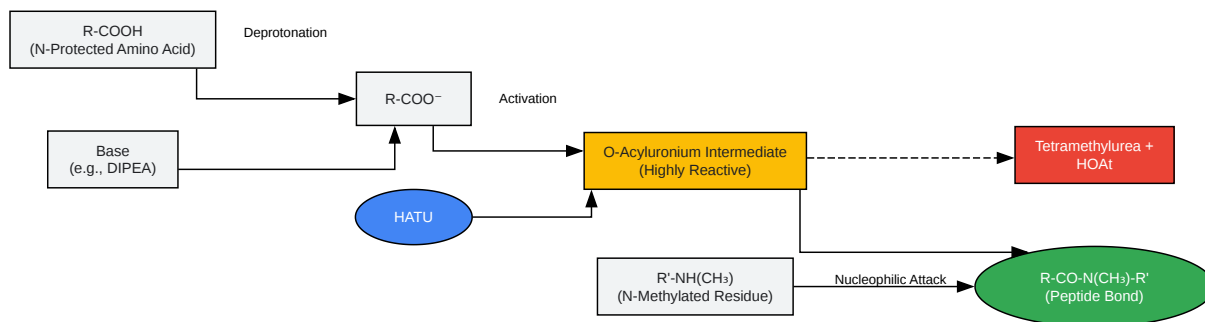 R-COOH
(N-Protected Amino Acid)
Deprotonation
R-COO⁻
Activation
Base
(e.g., DIPEA)
O-Acyluronium Intermediate
(Highly Reactive)
Tetramethylurea +
HOAt
HATU
R'-NH(CH₃)
(N-Methylated Residue)
Nucleophilic Attack
R-CO-N(CH₃)-R'
(Peptide Bond)